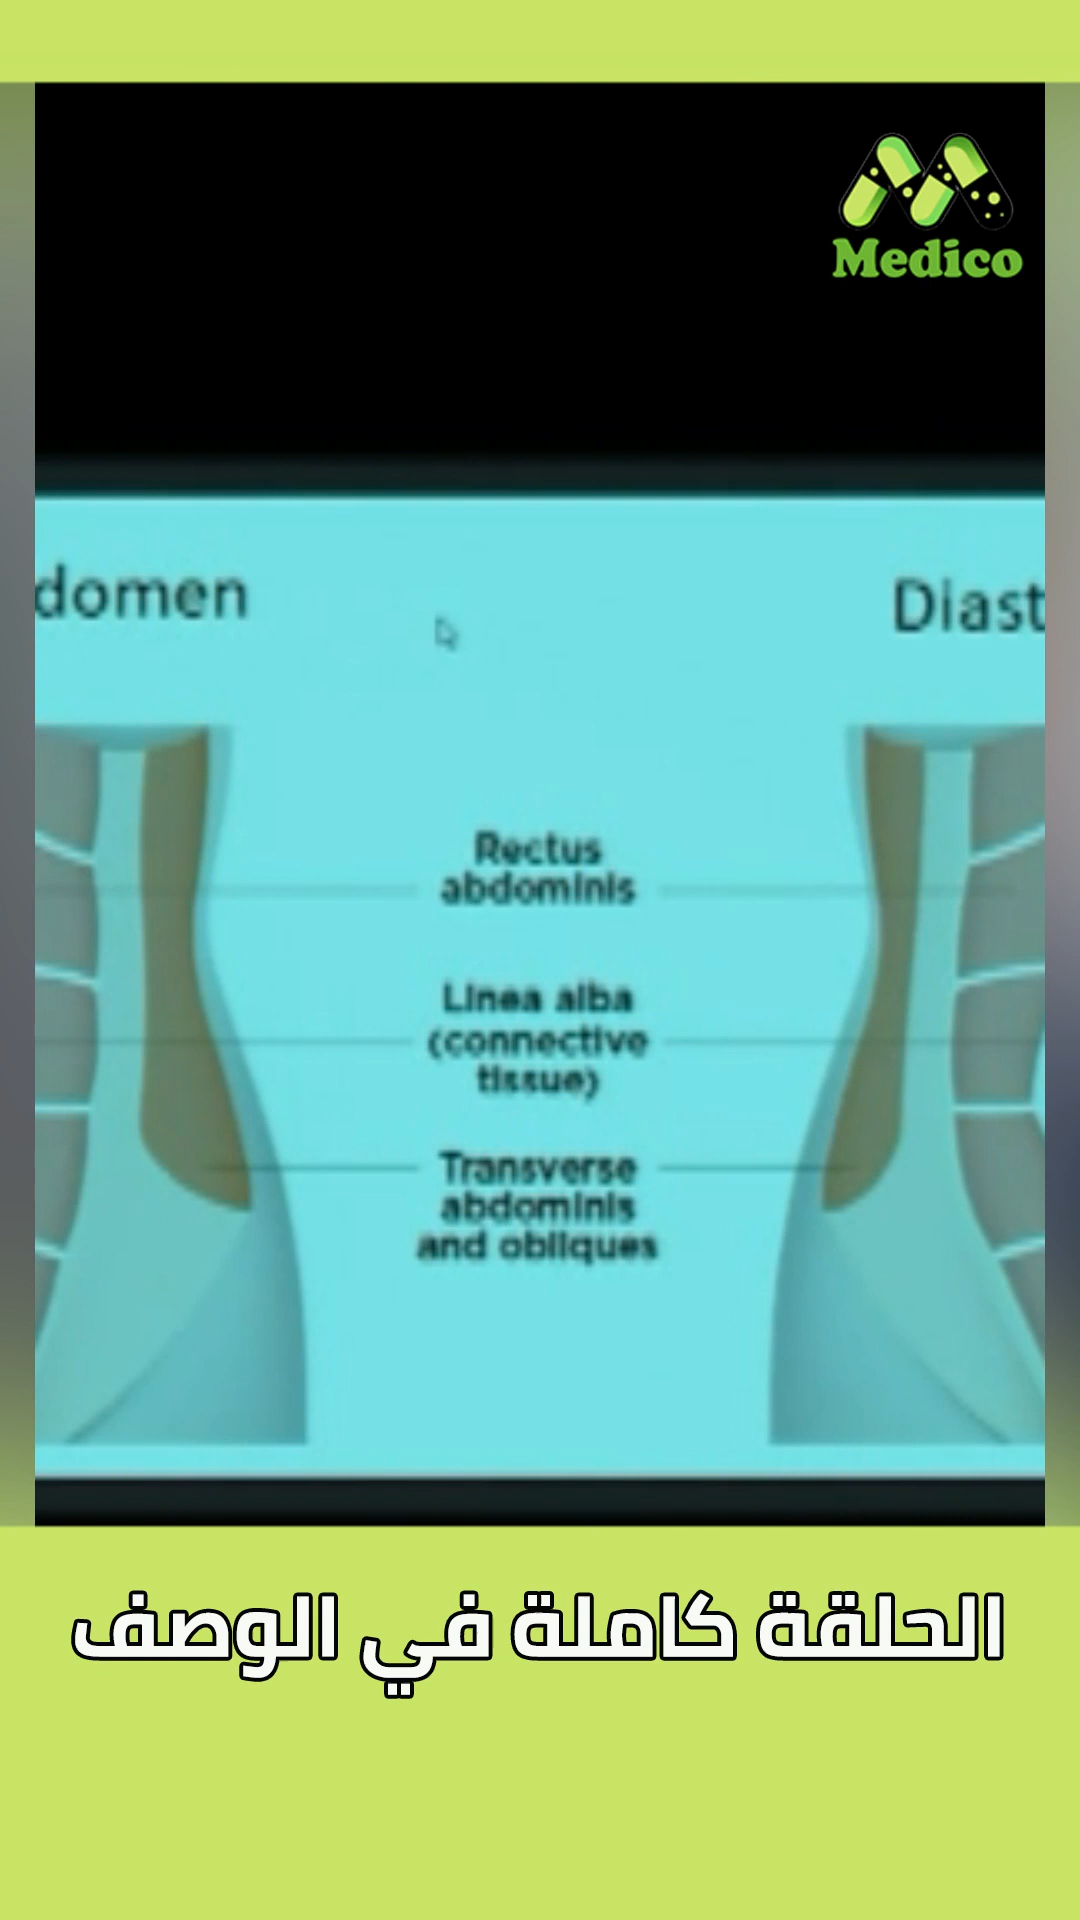 Medico
domen
Diast
Rectus
abdominis
Linea alba
(connective
tissue)
Transverse
abdominis
and obliques
الحلقة كاملة في الوصف